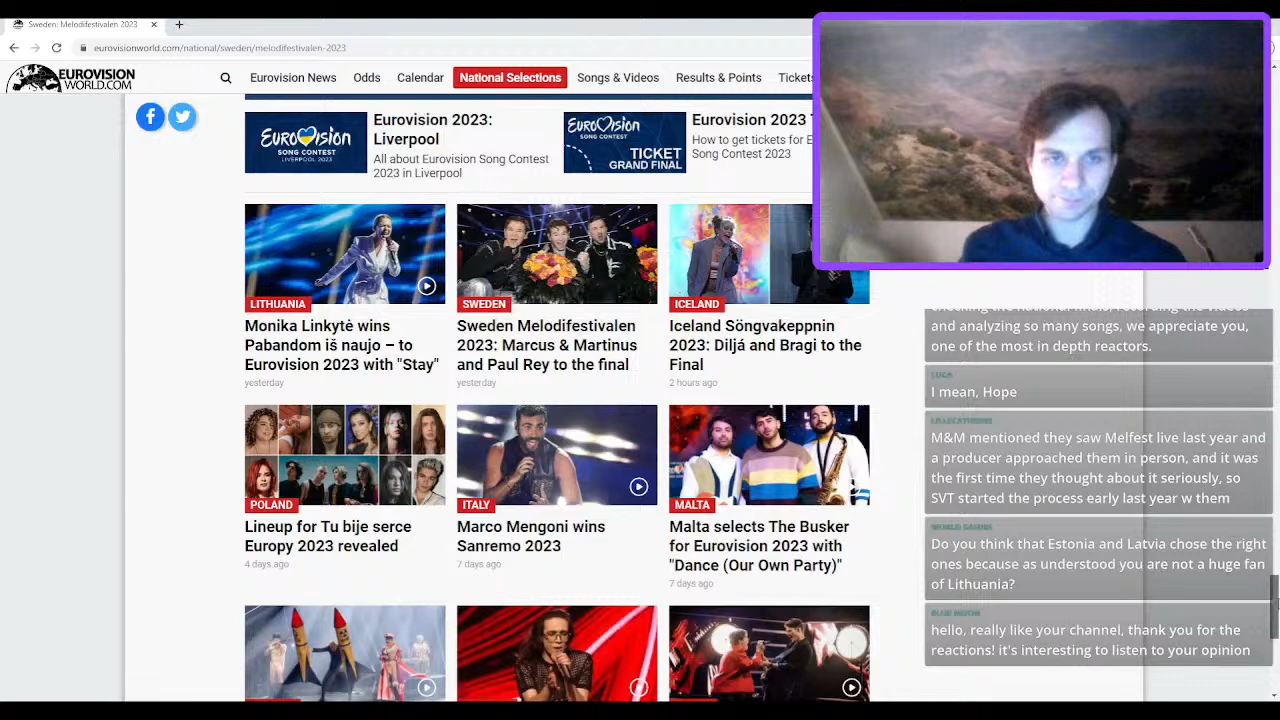 Sweden: Melodifestivalen 2023
eurovisionworld.com/national/sweden/melodifestivalen-2023
EUROVISION
WORLD.COM
Eurovision News
Odds
Calendar
National Selections
Songs & Videos
Results & Points
Tickets
EUROVISION
SONG CONTEST
LIVERPOOL 2023
Eurovision 2023:
Liverpool
All about Eurovision Song Contest
2023 in Liverpool
EUROVISION
SONG CONTEST
TICKET
GRAND FINAL
Eurovision 2023
How to get tickets for E
Song Contest 2023
LITHUANIA
Monika Linkytė wins
Pabandom iš naujo – to
Eurovision 2023 with "Stay"
yesterday
SWEDEN
Sweden Melodifestivalen
2023: Marcus & Martinus
and Paul Rey to the final
yesterday
ICELAND
Iceland Söngvakeppnin
2023: Diljá and Bragi to the
Final
2 hours ago
POLAND
Lineup for Tu bije serce
Europy 2023 revealed
4 days ago
ITALY
Marco Mengoni wins
Sanremo 2023
7 days ago
MALTA
Malta selects The Busker
for Eurovision 2023 with
"Dance (Our Own Party)"
7 days ago
and analyzing so many songs, we appreciate you,
one of the most in depth reactors.
LUCA
I mean, Hope
M&M mentioned they saw Melfest live last year and
a producer approached them in person, and it was
the first time they thought about it seriously, so
SVT started the process early last year w them
Do you think that Estonia and Latvia chose the right
ones because as understood you are not a huge fan
of Lithuania?
hello, really like your channel, thank you for the
reactions! it's interesting to listen to your opinion